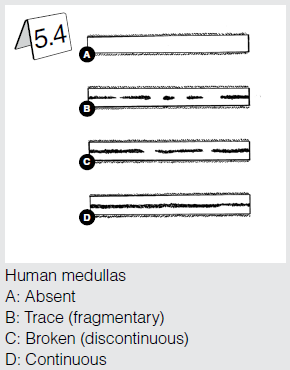 5.4
A
B
C
D
Human medullas
A: Absent
B: Trace (fragmentary)
C: Broken (discontinuous)
D: Continuous